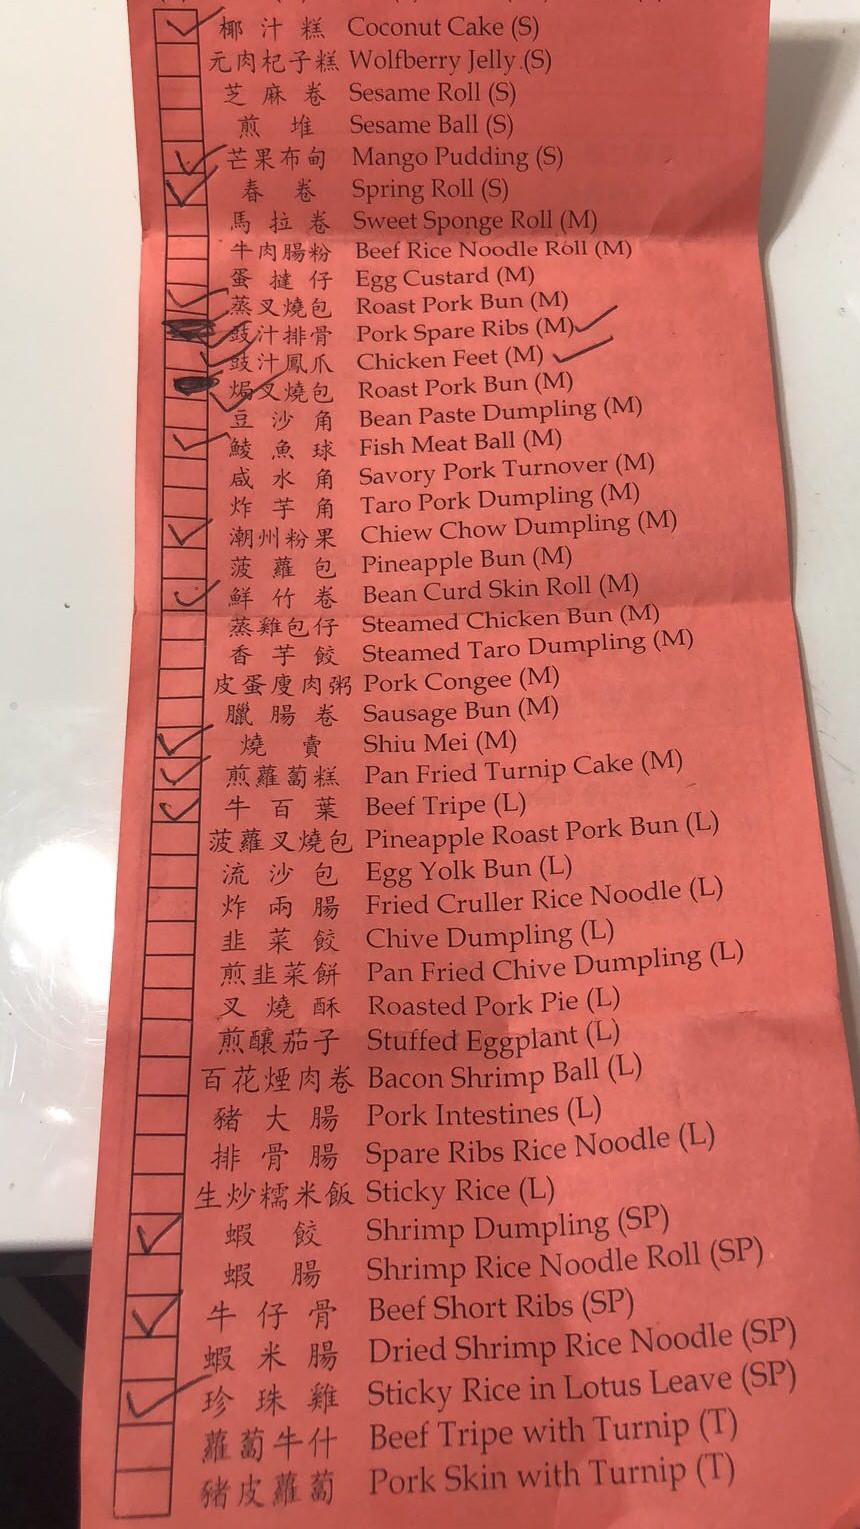 椰汁糕 Coconut Cake (S)
元肉杞子糕 Wolfberry Jelly (S)
芝麻卷 Sesame Roll (S)
煎堆 Sesame Ball (S)
芒果布甸 Mango Pudding (S)
春卷 Spring Roll (S)
馬拉卷 Sweet Sponge Roll (M)
牛肉腸粉 Beef Rice Noodle Roll (M)
蛋撻仔 Egg Custard (M)
蒸叉燒包 Roast Pork Bun (M)
豉汁排骨 Pork Spare Ribs (M)
豉汁鳳爪 Chicken Feet (M)
焗叉燒包 Roast Pork Bun (M)
豆沙角 Bean Paste Dumpling (M)
鯪魚球 Fish Meat Ball (M)
咸水角 Savory Pork Turnover (M)
炸芋角 Taro Pork Dumpling (M)
潮州粉果 Chiew Chow Dumpling (M)
菠蘿包 Pineapple Bun (M)
鮮竹卷 Bean Curd Skin Roll (M)
蒸雞包仔 Steamed Chicken Bun (M)
香芋餃 Steamed Taro Dumpling (M)
皮蛋廋肉粥 Pork Congee (M)
臘腸卷 Sausage Bun (M)
燒賣 Shiu Mei (M)
煎蘿蔔糕 Pan Fried Turnip Cake (M)
牛百葉 Beef Tripe (L)
菠蘿叉燒包 Pineapple Roast Pork Bun (L)
流沙包 Egg Yolk Bun (L)
炸兩腸 Fried Cruller Rice Noodle (L)
韭菜餃 Chive Dumpling (L)
煎韭菜餅 Pan Fried Chive Dumpling (L)
叉燒酥 Roasted Pork Pie (L)
煎釀茄子 Stuffed Eggplant (L)
百花煙肉卷 Bacon Shrimp Ball (L)
豬大腸 Pork Intestines (L)
排骨腸 Spare Ribs Rice Noodle (L)
生炒糯米飯 Sticky Rice (L)
蝦餃 Shrimp Dumpling (SP)
蝦腸 Shrimp Rice Noodle Roll (SP)
牛仔骨 Beef Short Ribs (SP)
蝦米腸 Dried Shrimp Rice Noodle (SP)
珍珠雞 Sticky Rice in Lotus Leave (SP)
蘿蔔牛什 Beef Tripe with Turnip (T)
豬皮蘿蔔 Pork Skin with Turnip (T)